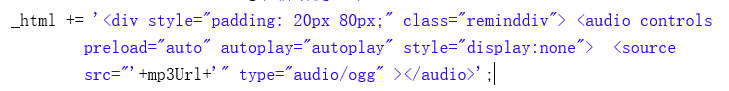 _html += '<div style="padding: 20px 80px;" class="reminddiv"> <audio controls
preload="auto" autoplay="autoplay" style="display:none">  <source
src="'+mp3Url+'" type="audio/ogg" ></audio>';